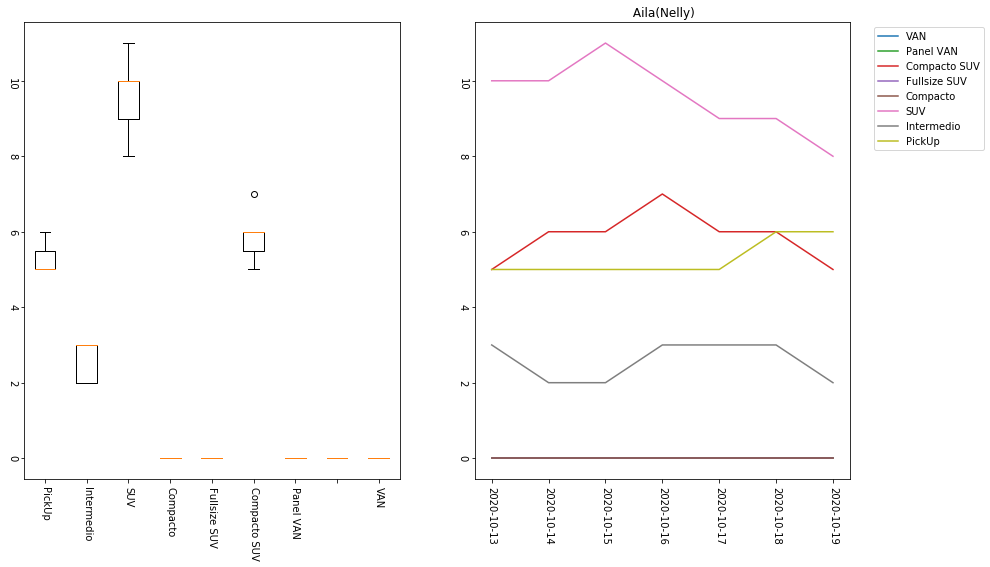 10
8
6
4
2
0
PickUp
Intermedio
SUV
Compacto
Fullsize SUV
Compacto SUV
Panel VAN
VAN
Aila(Nelly)
10
8
6
4
2
0
2020-10-13
2020-10-14
2020-10-15
2020-10-16
2020-10-17
2020-10-18
2020-10-19
VAN
Panel VAN
Compacto SUV
Fullsize SUV
Compacto
SUV
Intermedio
PickUp